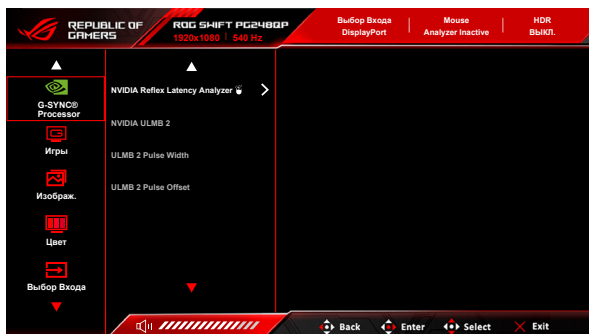 REPUBLIC OF
GAMERS
ROG SWIFT PG248QP
1920x1080 540 Hz
Выбор Входа
DisplayPort
Mouse
Analyzer Inactive
HDR
ВЫКЛ.
G-SYNC®
Processor
Игры
Изображ.
Цвет
Выбор Входа
NVIDIA Reflex Latency Analyzer
NVIDIA ULMB 2
ULMB 2 Pulse Width
ULMB 2 Pulse Offset
Back
Enter
Select
Exit